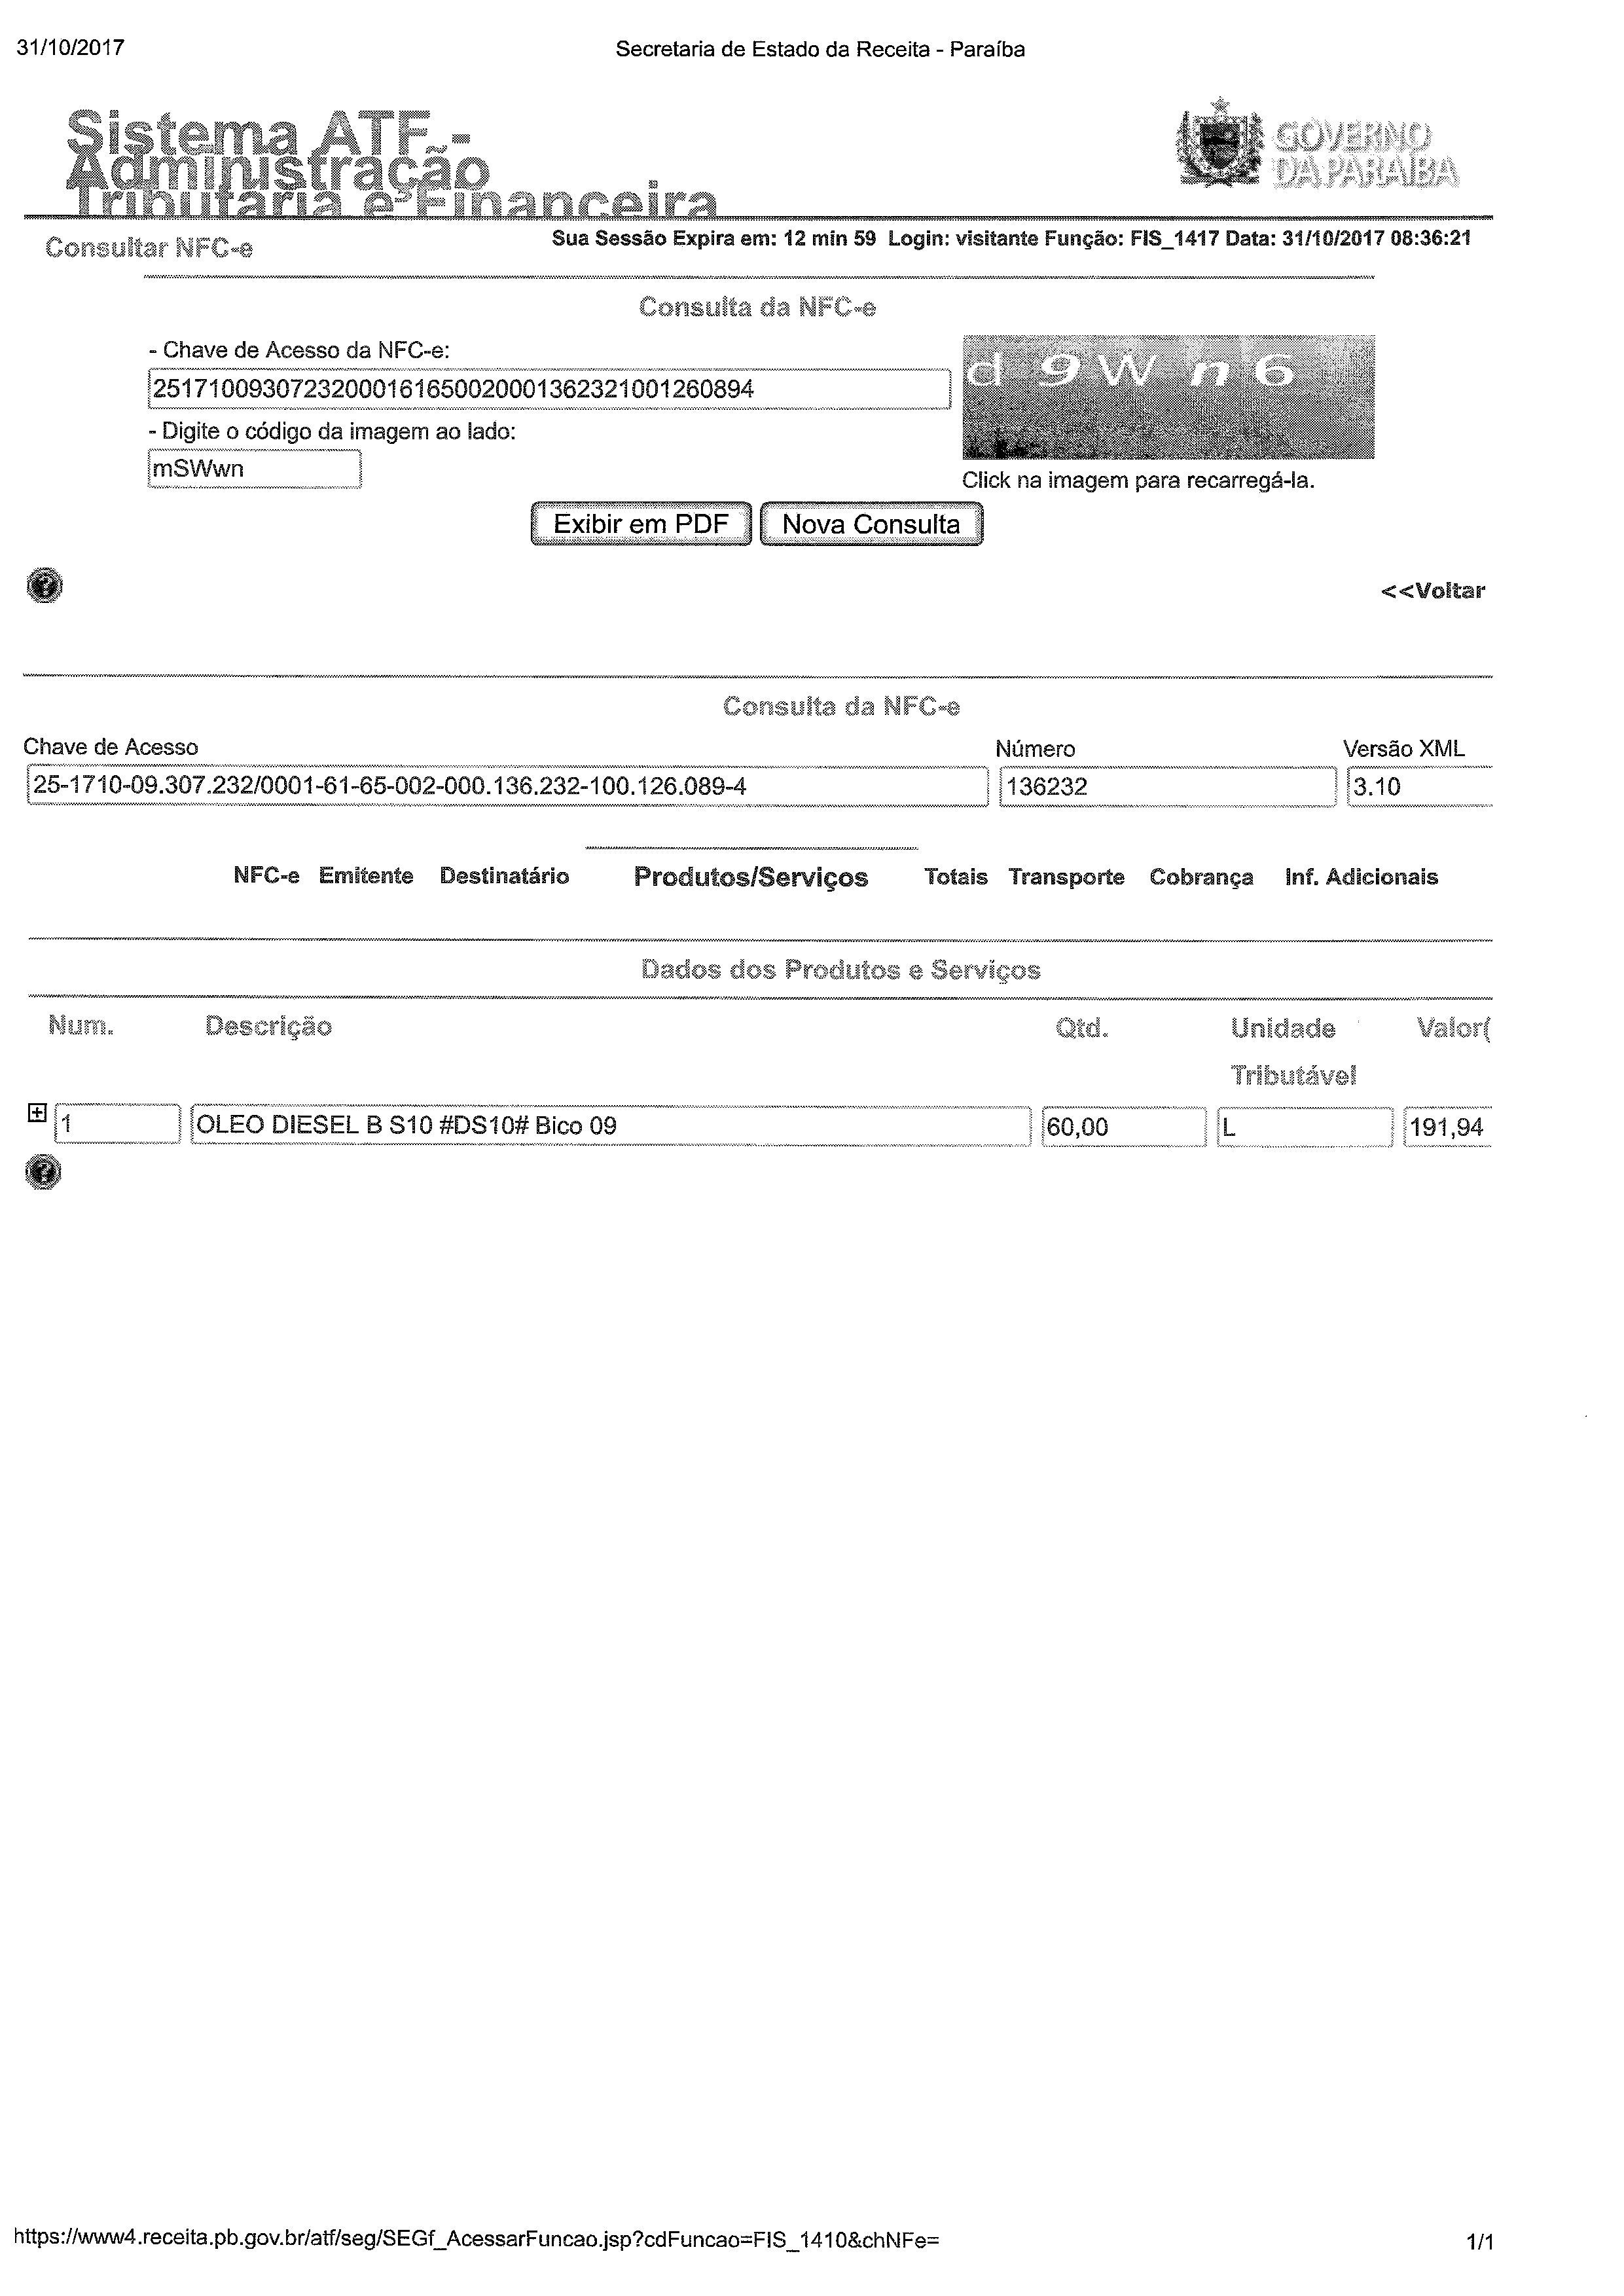 31/10/2017 Secretaria de Estado da Receita - Paraíba
Sistema ATF - 
Administração
Tributária e Financeira
GOVERNO
DA PARAÍBA
Consultar NFC-e Sua Sessão Expira em: 12 min 59 Login: visitante Função: FIS_1417 Data: 31/10/2017 08:36:21
Consulta da NFC-e
- Chave de Acesso da NFC-e:
25171009307232000161650020001362321001260894
d 9 W n 6
- Digite o código da imagem ao lado:
mSWwn
Click na imagem para recarregá-la.
Exibir em PDF Nova Consulta
<<Voltar
Consulta da NFC-e
Chave de Acesso Número Versão XML
25-1710-09.307.232/0001-61-65-002-000.136.232-100.126.089-4 136232 3.10
NFC-e Emitente Destinatário Produtos/Serviços Totais Transporte Cobrança Inf. Adicionais
Dados dos Produtos e Serviços
Num. Descrição Qtd. Unidade Valor(
Tributável
1 OLEO DIESEL B S10 #DS10# Bico 09 60,00 L 191,94
https://www4.receita.pb.gov.br/atf/seg/SEGf_AcessarFuncao.jsp?cdFuncao=FIS_1410&chNFe= 1/1